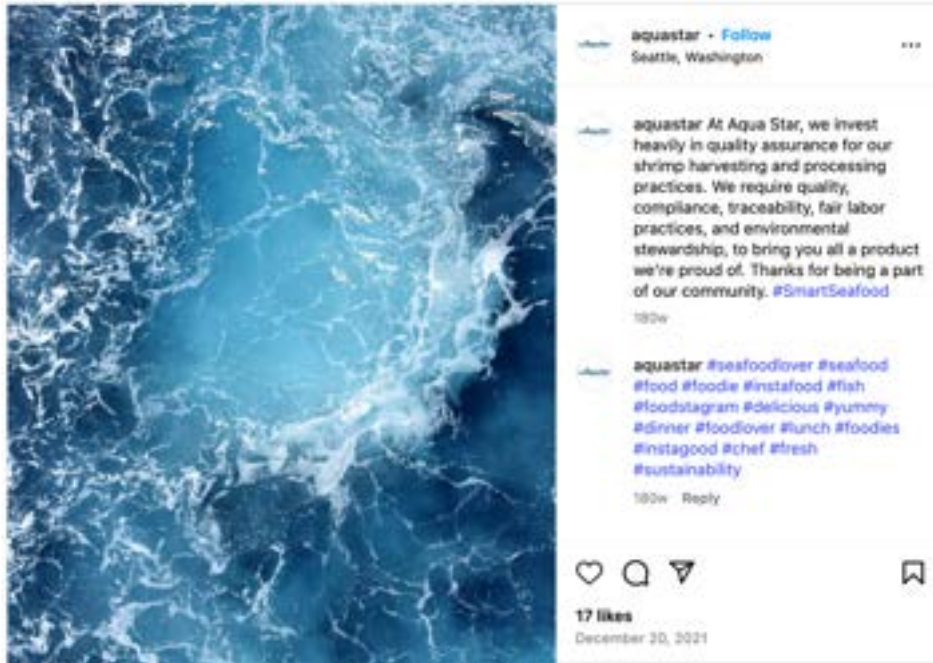 aquastar • Follow
Seattle, Washington
aquastar At Aqua Star, we invest
heavily in quality assurance for our
shrimp harvesting and processing
practices. We require quality,
compliance, traceability, fair labor
practices, and environmental
stewardship, to bring you all a product
we're proud of. Thanks for being a part
of our community. #SmartSeafood
180w
aquastar #seafoodlover #seafood
#food #foodie #instafood #fish
#foodstagram #delicious #yummy
#dinner #foodlover #lunch #foodies
#instagood #chef #fresh
#sustainability
180w Reply
17 likes
December 20, 2021